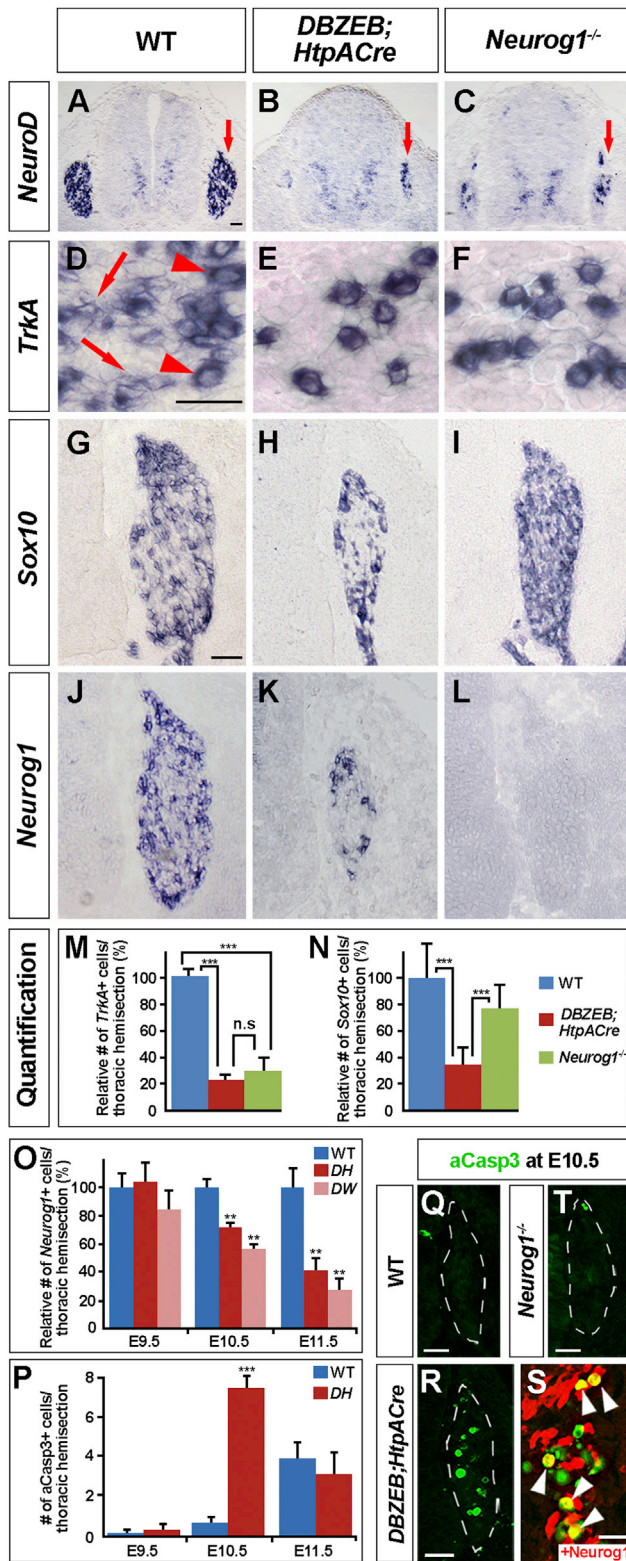 WT
DBZEB;
HtpACre
Neurog1-/-
NeuroD
A
B
C
TrkA
D
E
F
Sox10
G
H
I
Neurog1
J
K
L
Quantification
M
Relative # of TrkA+ cells/
thoracic hemisection (%)
100
80
60
40
20
0
***
***
n.s
N
Relative # of Sox10+ cells/
thoracic hemisection (%)
100
80
60
40
20
0
***
***
WT
DBZEB;
HtpACre
Neurog1-/-
O
Relative # of Neurog1+ cells/
thoracic hemisection (%)
100
80
60
40
20
0
WT
DH
DW
**
**
**
**
E9.5
E10.5
E11.5
P
# of aCasp3+ cells/
thoracic hemisection
8
6
4
2
0
***
WT
DH
E9.5
E10.5
E11.5
aCasp3 at E10.5
WT
Q
Neurog1-/-
T
DBZEB;HtpACre
R
S
+Neurog1